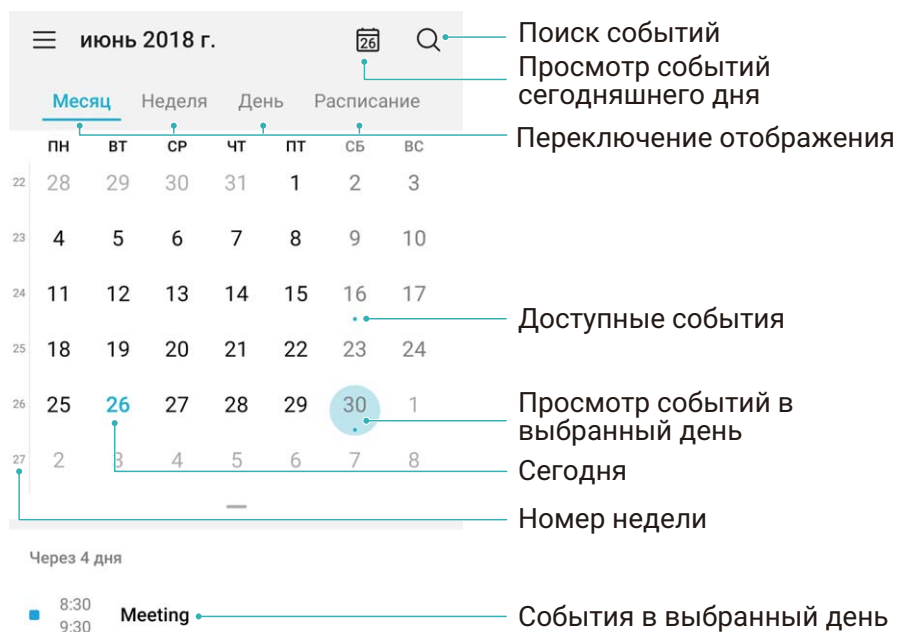 июнь 2018 г.
26
Поиск событий
Просмотр событий
сегодняшнего дня
Месяц Неделя День Расписание
Переключение отображения
ПН ВТ СР ЧТ ПТ СБ ВС
22 28 29 30 31 1 2 3
23 4 5 6 7 8 9 10
24 11 12 13 14 15 16 17
Доступные события
25 18 19 20 21 22 23 24
26 25 26 27 28 29 30 1
Просмотр событий в
выбранный день
27 2 3 4 5 6 7 8
Сегодня
Номер недели
Через 4 дня
8:30
Meeting
9:30
События в выбранный день